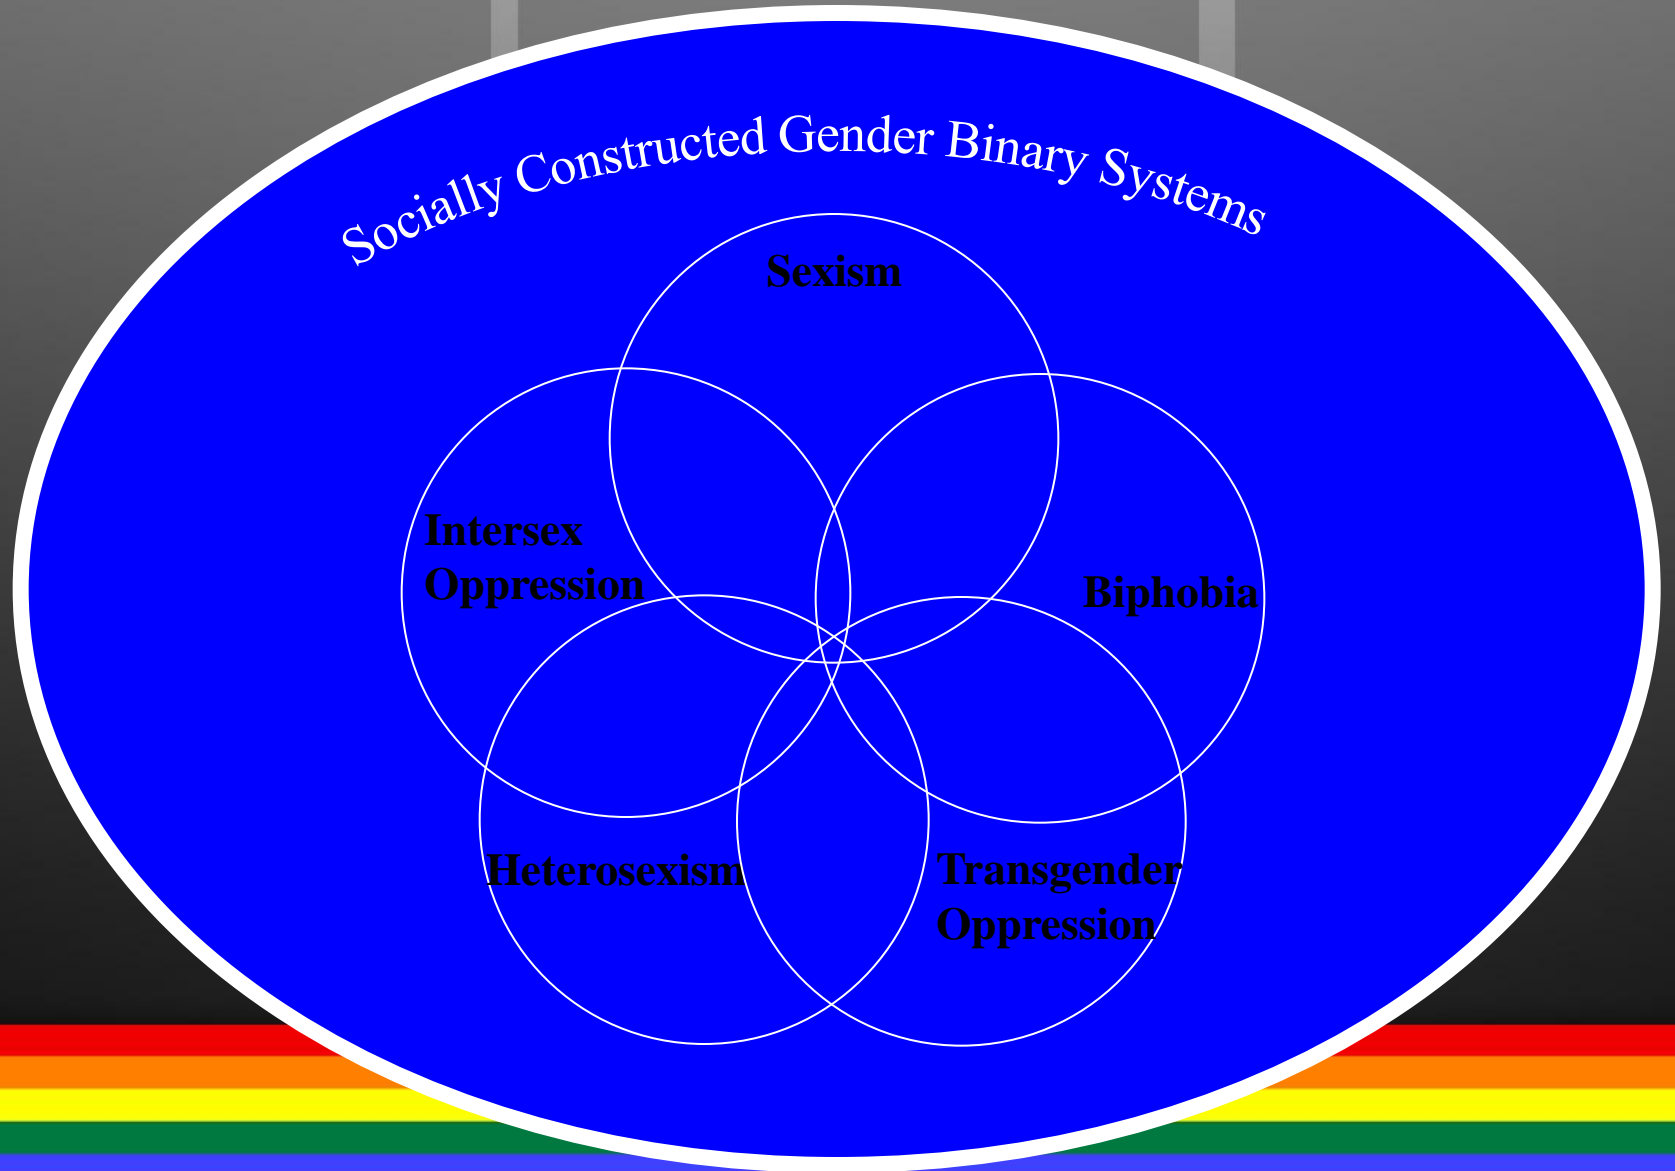 Socially Constructed Gender Binary Systems
Sexism
Intersex
Oppression
Biphobia
Heterosexism
Transgender
Oppression